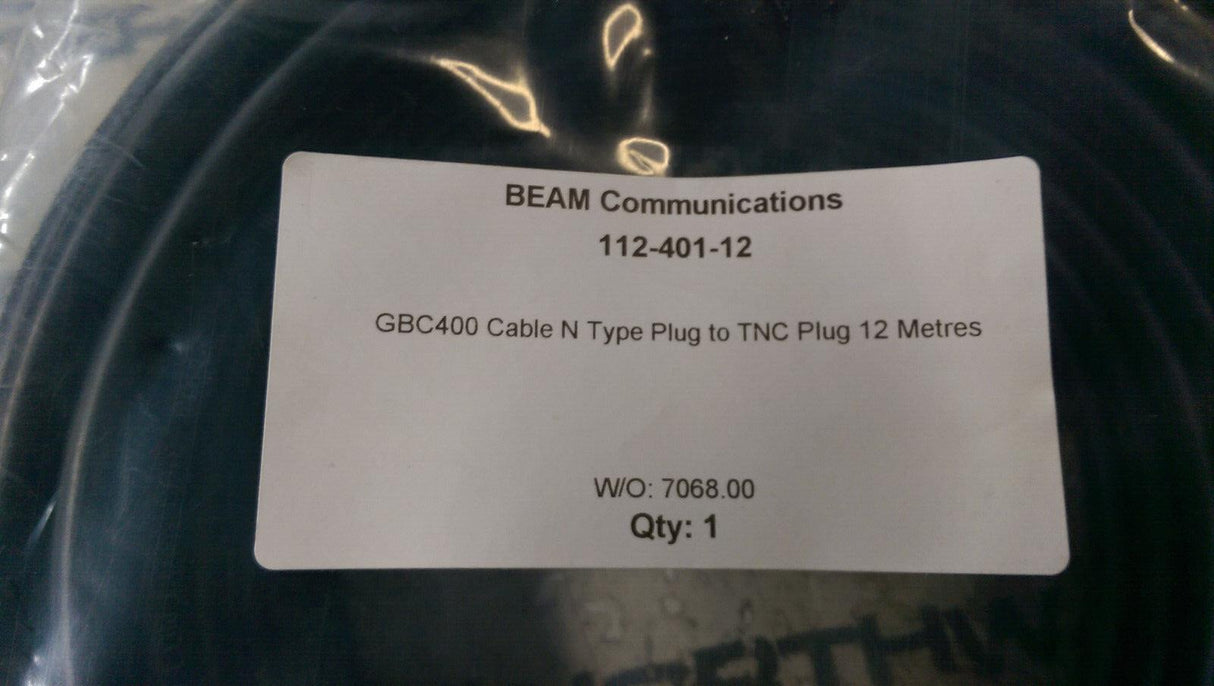 BEAM Communications
112-401-12
GBC400 Cable N Type Plug to TNC Plug 12 Metres
W/O: 7068.00
Qty: 1